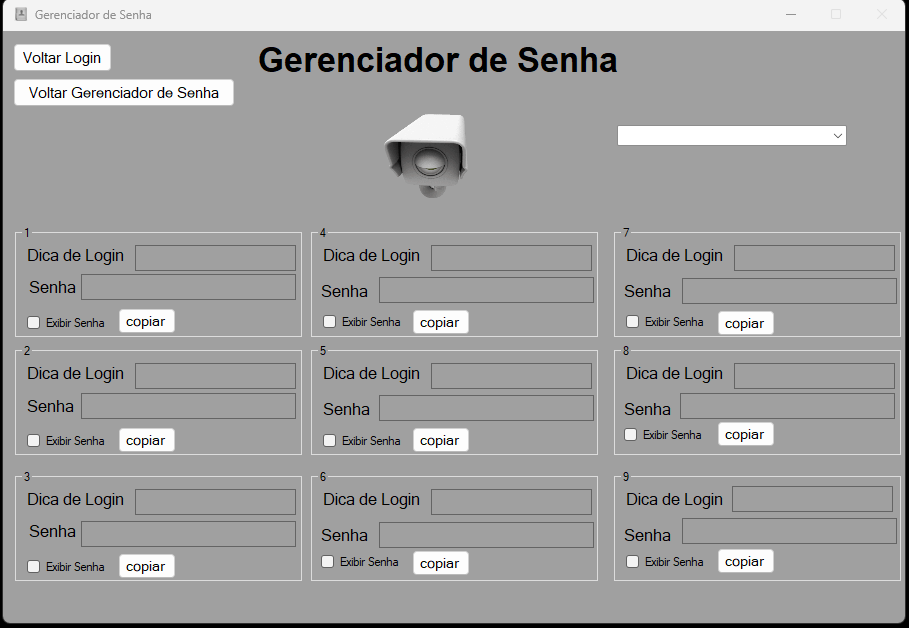 Gerenciador de Senha
Voltar Login
Gerenciador de Senha
Voltar Gerenciador de Senha
1
Dica de Login
Senha
Exibir Senha copiar
4
Dica de Login
Senha
Exibir Senha copiar
7
Dica de Login
Senha
Exibir Senha copiar
2
Dica de Login
Senha
Exibir Senha copiar
5
Dica de Login
Senha
Exibir Senha copiar
8
Dica de Login
Senha
Exibir Senha copiar
3
Dica de Login
Senha
Exibir Senha copiar
6
Dica de Login
Senha
Exibir Senha copiar
9
Dica de Login
Senha
Exibir Senha copiar